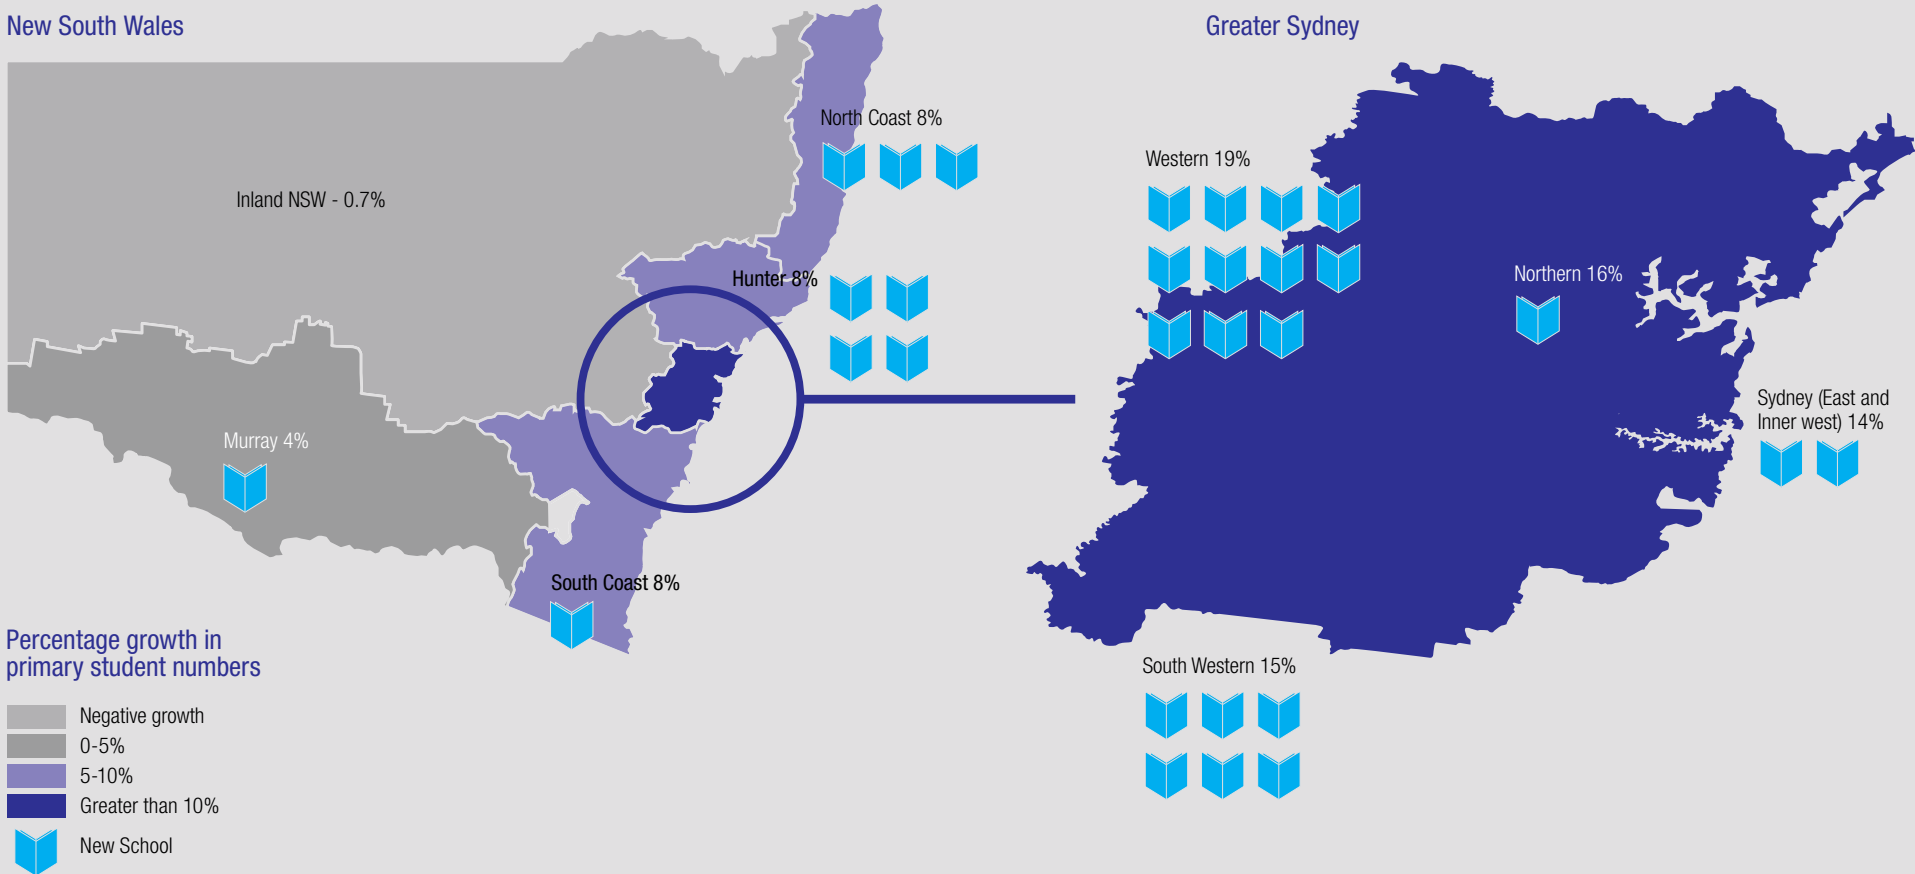 New South Wales
Greater Sydney
North Coast 8%
Western 19%
Inland NSW - 0.7%
Hunter 8%
Northern 16%
Sydney (East and
Inner west) 14%
Murray 4%
South Coast 8%
South Western 15%
Percentage growth in
primary student numbers
Negative growth
0-5%
5-10%
Greater than 10%
New School